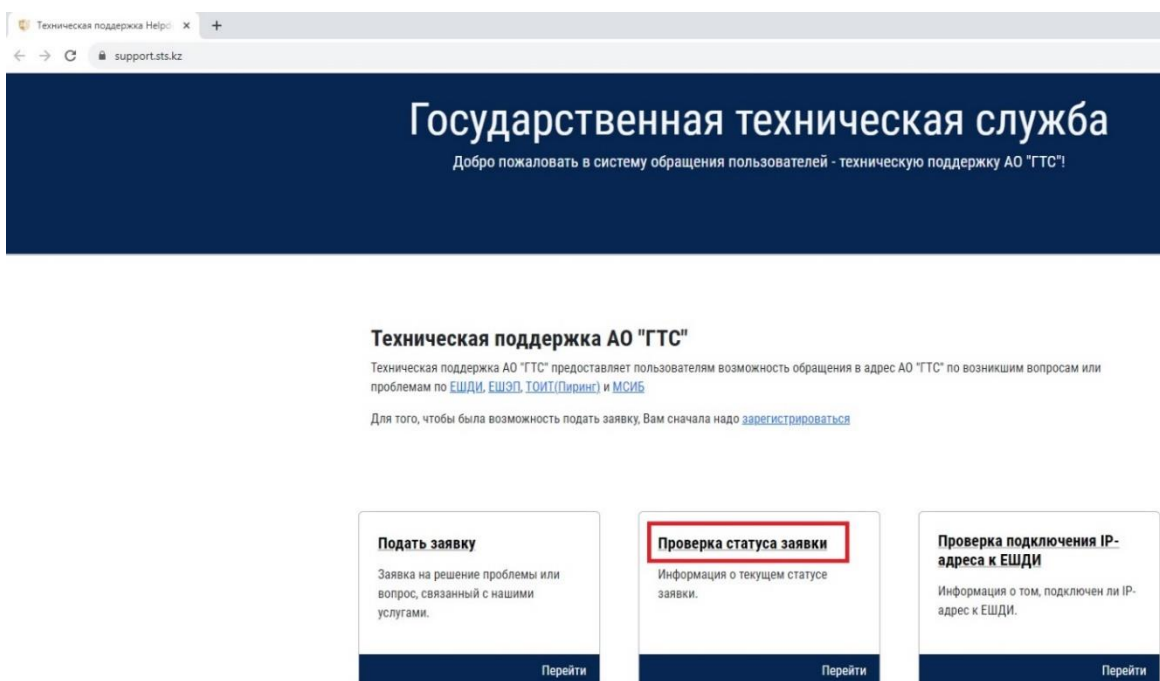 Техническая поддержка Helpd
support.sts.kz
Государственная техническая служба
Добро пожаловать в систему обращения пользователей - техническую поддержку АО "ГТС"!
Техническая поддержка АО "ГТС"
Техническая поддержка АО "ГТС" предоставляет пользователям возможность обращения в адрес АО "ГТС" по возникшим вопросам или
проблемам по ЕШДИ, ЕШЭП, ТОИТ(Пиринг) и МСИБ
Для того, чтобы была возможность подать заявку, Вам сначала надо зарегистрироваться
Подать заявку
Заявка на решение проблемы или
вопрос, связанный с нашими
услугами.
Перейти
Проверка статуса заявки
Информация о текущем статусе
заявки.
Перейти
Проверка подключения IP-
адреса к ЕШДИ
Информация о том, подключен ли IP-
адрес к ЕШДИ.
Перейти